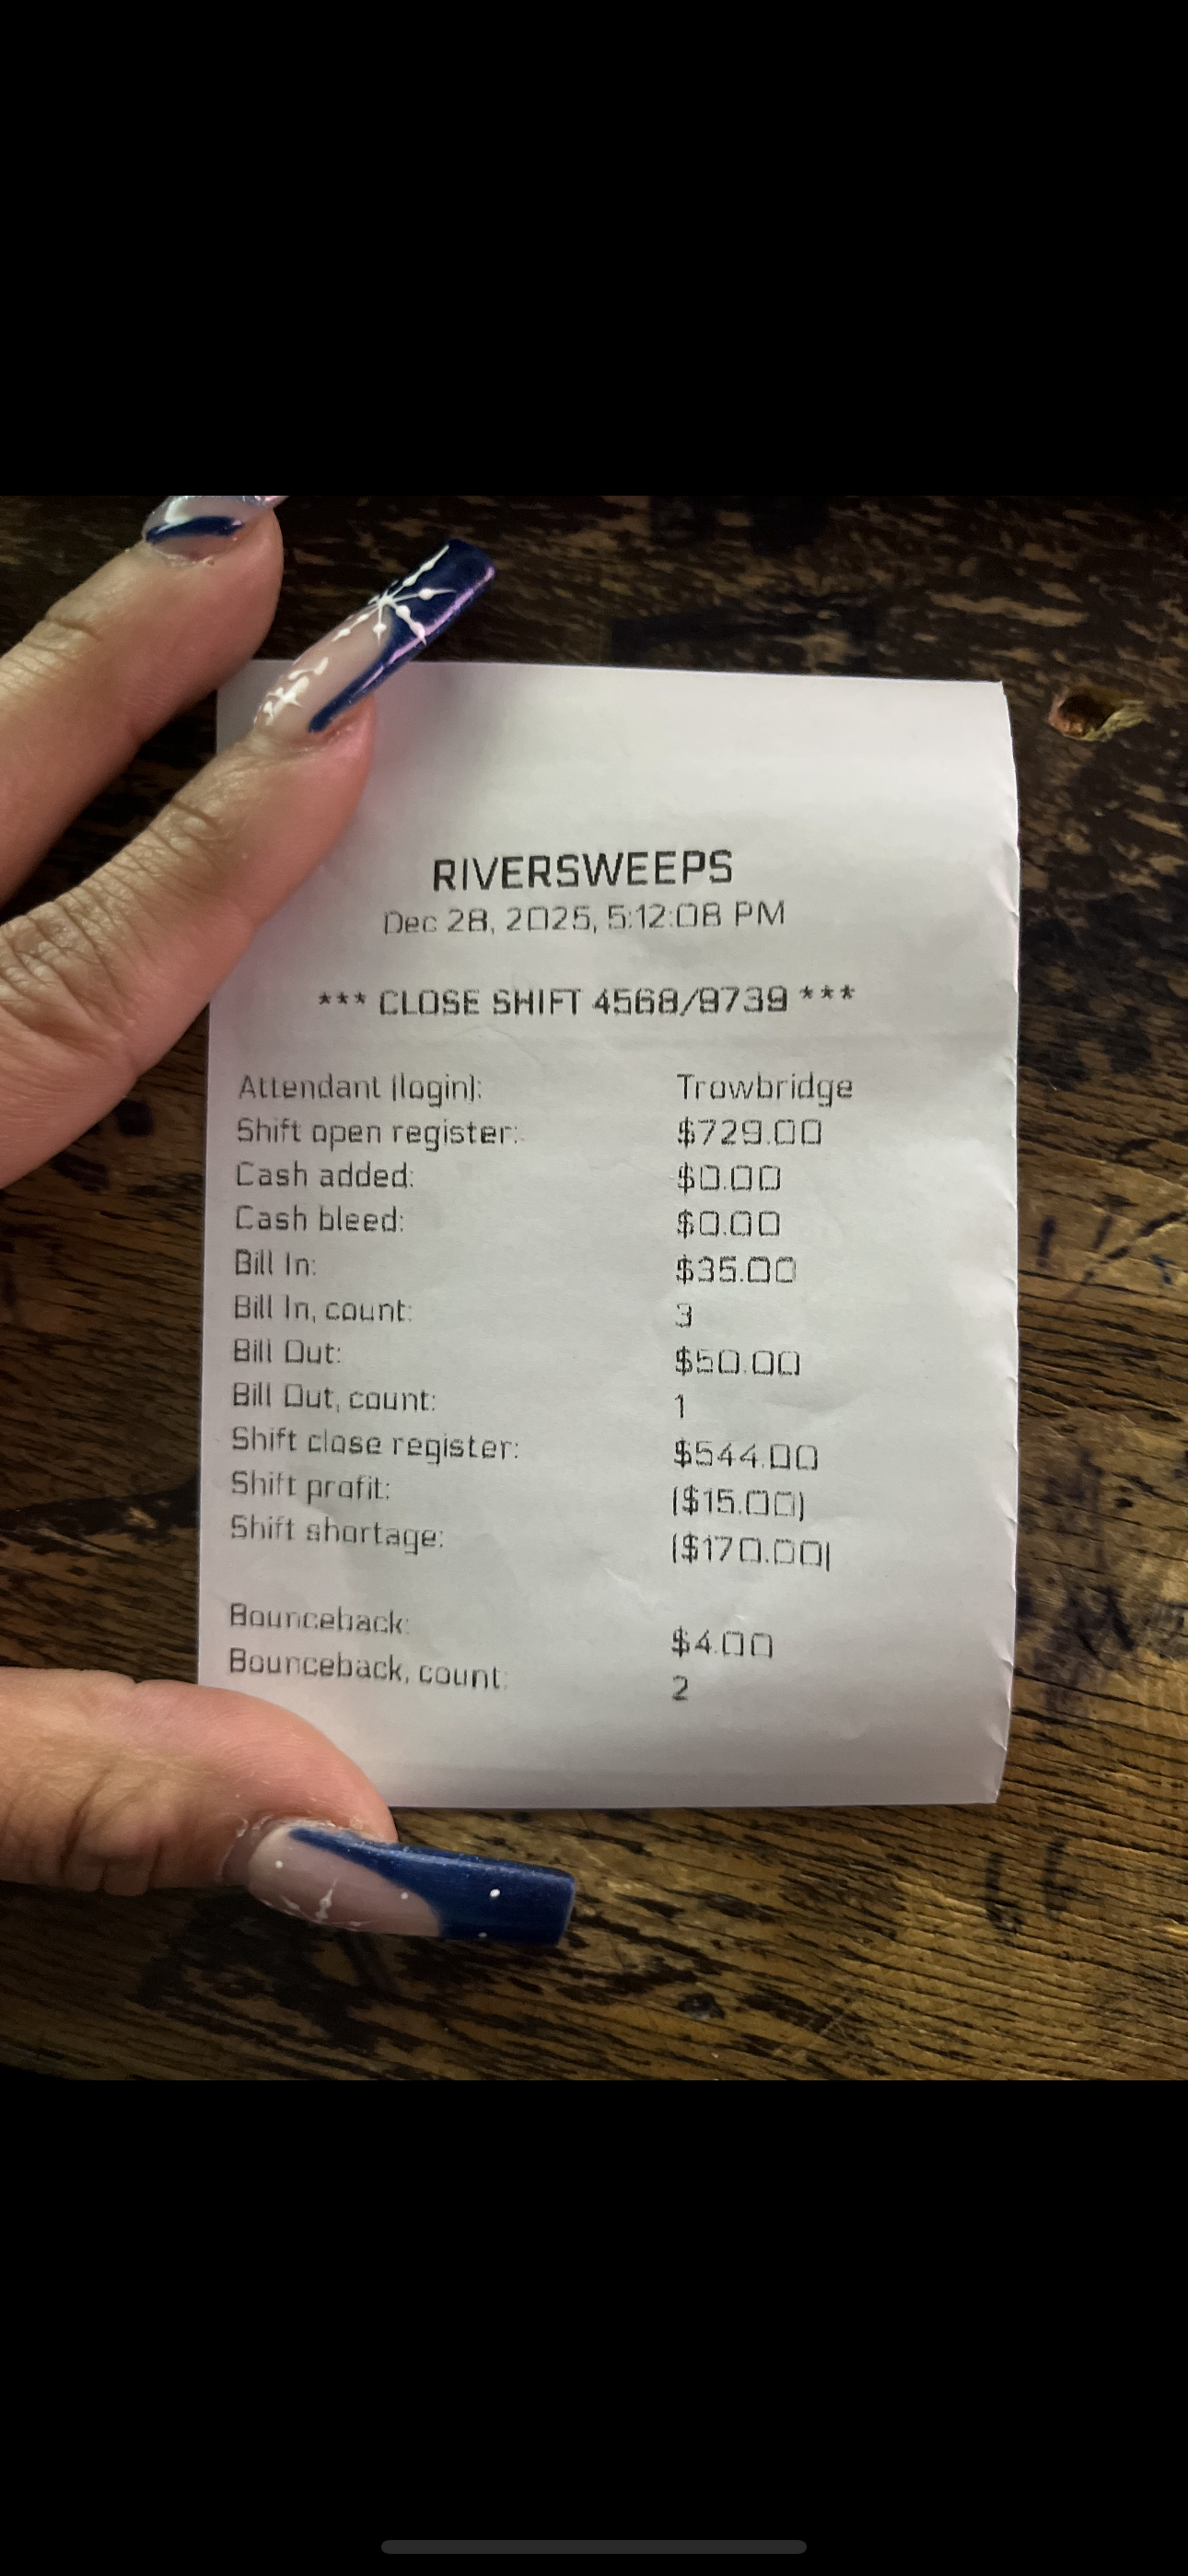 RIVERSWEEPS
Dec 28, 2025, 5:12:08 PM
*** CLOSE SHIFT 4568/9739 ***
Attendant (login): Trowbridge
Shift open register: $729.00
Cash added: $0.00
Cash bleed: $0.00
Bill In: $35.00
Bill In, count: 3
Bill Out: $50.00
Bill Out, count: 1
Shift close register: $544.00
Shift profit: ($15.00)
Shift shortage: ($170.00)
Bounceback: $4.00
Bounceback, count: 2